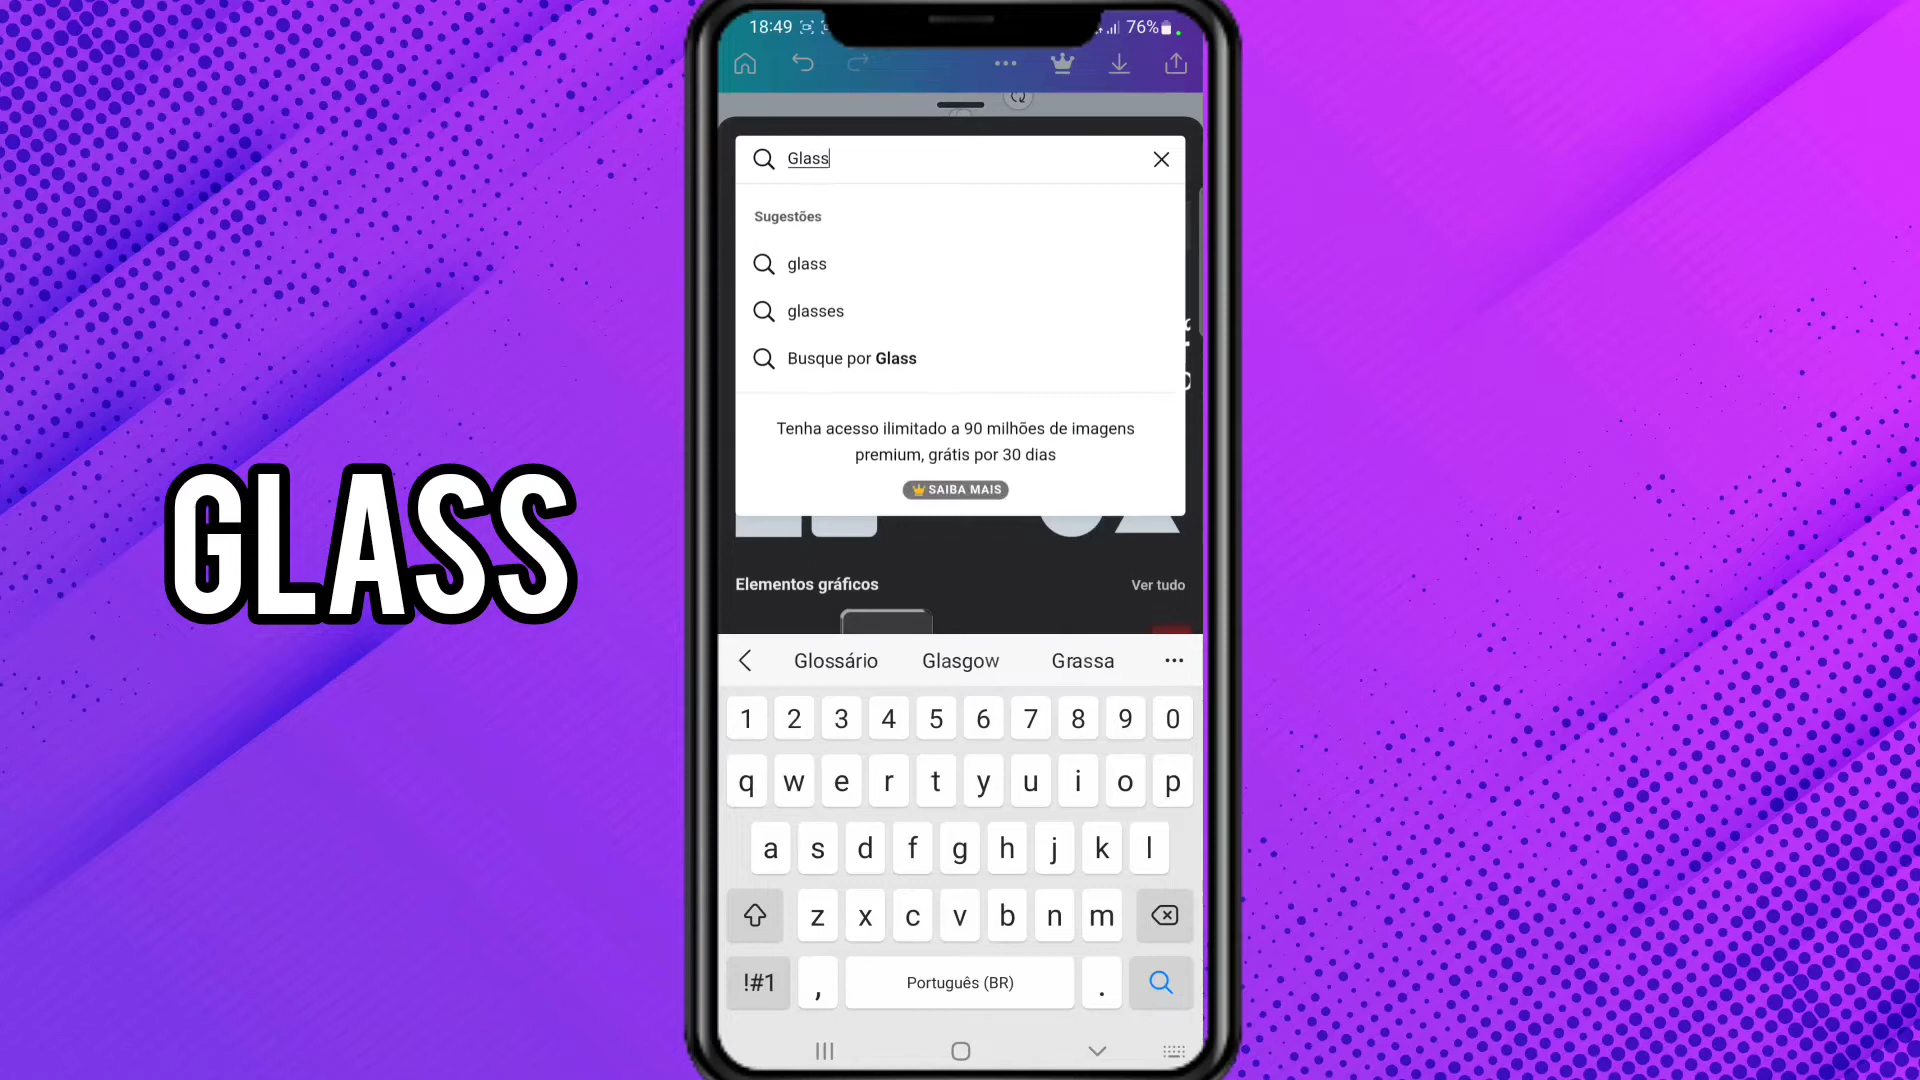 18:49
76%
Glass
Sugestões
glass
glasses
Busque por Glass
Tenha acesso ilimitado a 90 milhões de imagens
premium, grátis por 30 dias
SAIBA MAIS
GLASS
Elementos gráficos Ver tudo
Glossário Glasgow Grassa
1 2 3 4 5 6 7 8 9 0
q w e r t y u i o p
a s d f g h j k l
z x c v b n m
!#1 , Português (BR) .